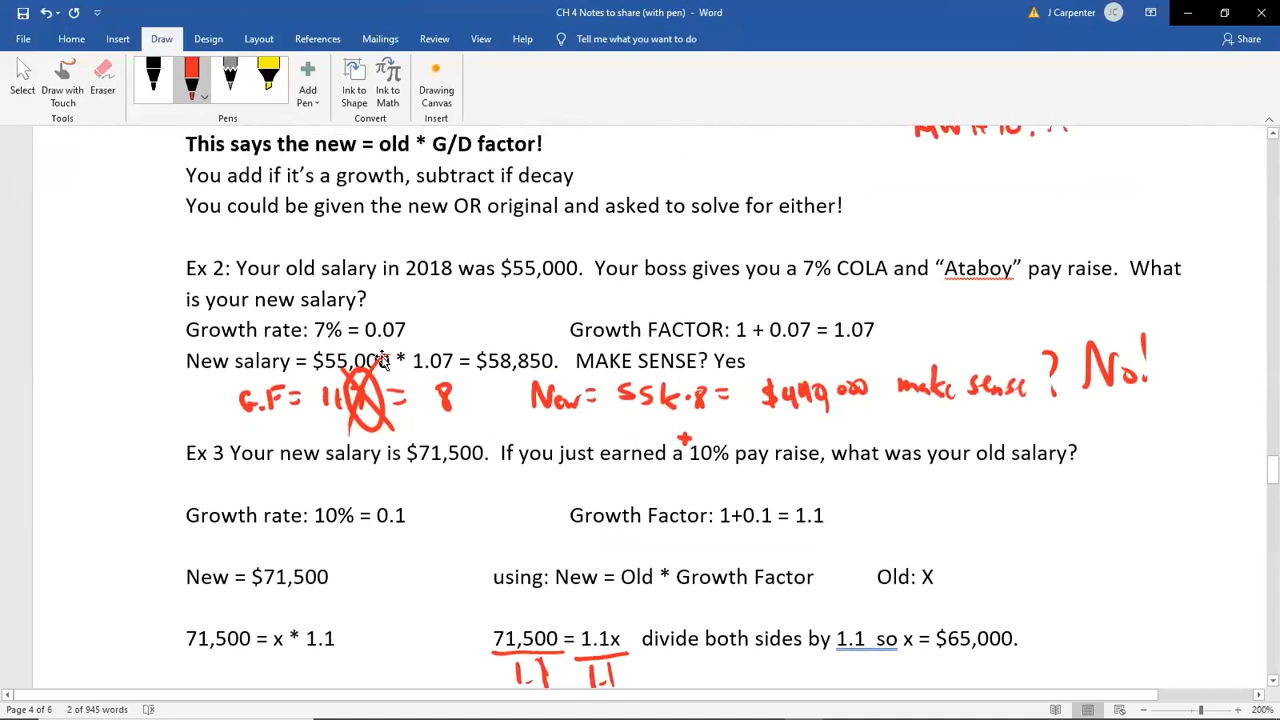 CH 4 Notes to share (with pen) - Word
J Carpenter JC
File Home Insert Draw Design Layout References Mailings Review View Help Tell me what you want to do Share
Select Draw with Touch Eraser Add Pen Ink to Shape Ink to Math Drawing Canvas
Tools Pens Convert Insert
This says the new = old * G/D factor!
You add if it's a growth, subtract if decay
You could be given the new OR original and asked to solve for either!
Ex 2: Your old salary in 2018 was $55,000. Your boss gives you a 7% COLA and “Ataboy” pay raise. What
is your new salary?
Growth rate: 7% = 0.07 Growth FACTOR: 1 + 0.07 = 1.07
New salary = $55,000 * 1.07 = $58,850. MAKE SENSE? Yes
G.F = = 8 New = 55k·8 = $440,000 make sense ? No!
Ex 3 Your new salary is $71,500. If you just earned a +10% pay raise, what was your old salary?
Growth rate: 10% = 0.1 Growth Factor: 1+0.1 = 1.1
New = $71,500 using: New = Old * Growth Factor Old: X
71,500 = x * 1.1 71,500 = 1.1x divide both sides by 1.1 so x = $65,000.
1.1 1.1
Page 4 of 6 2 of 945 words 200%